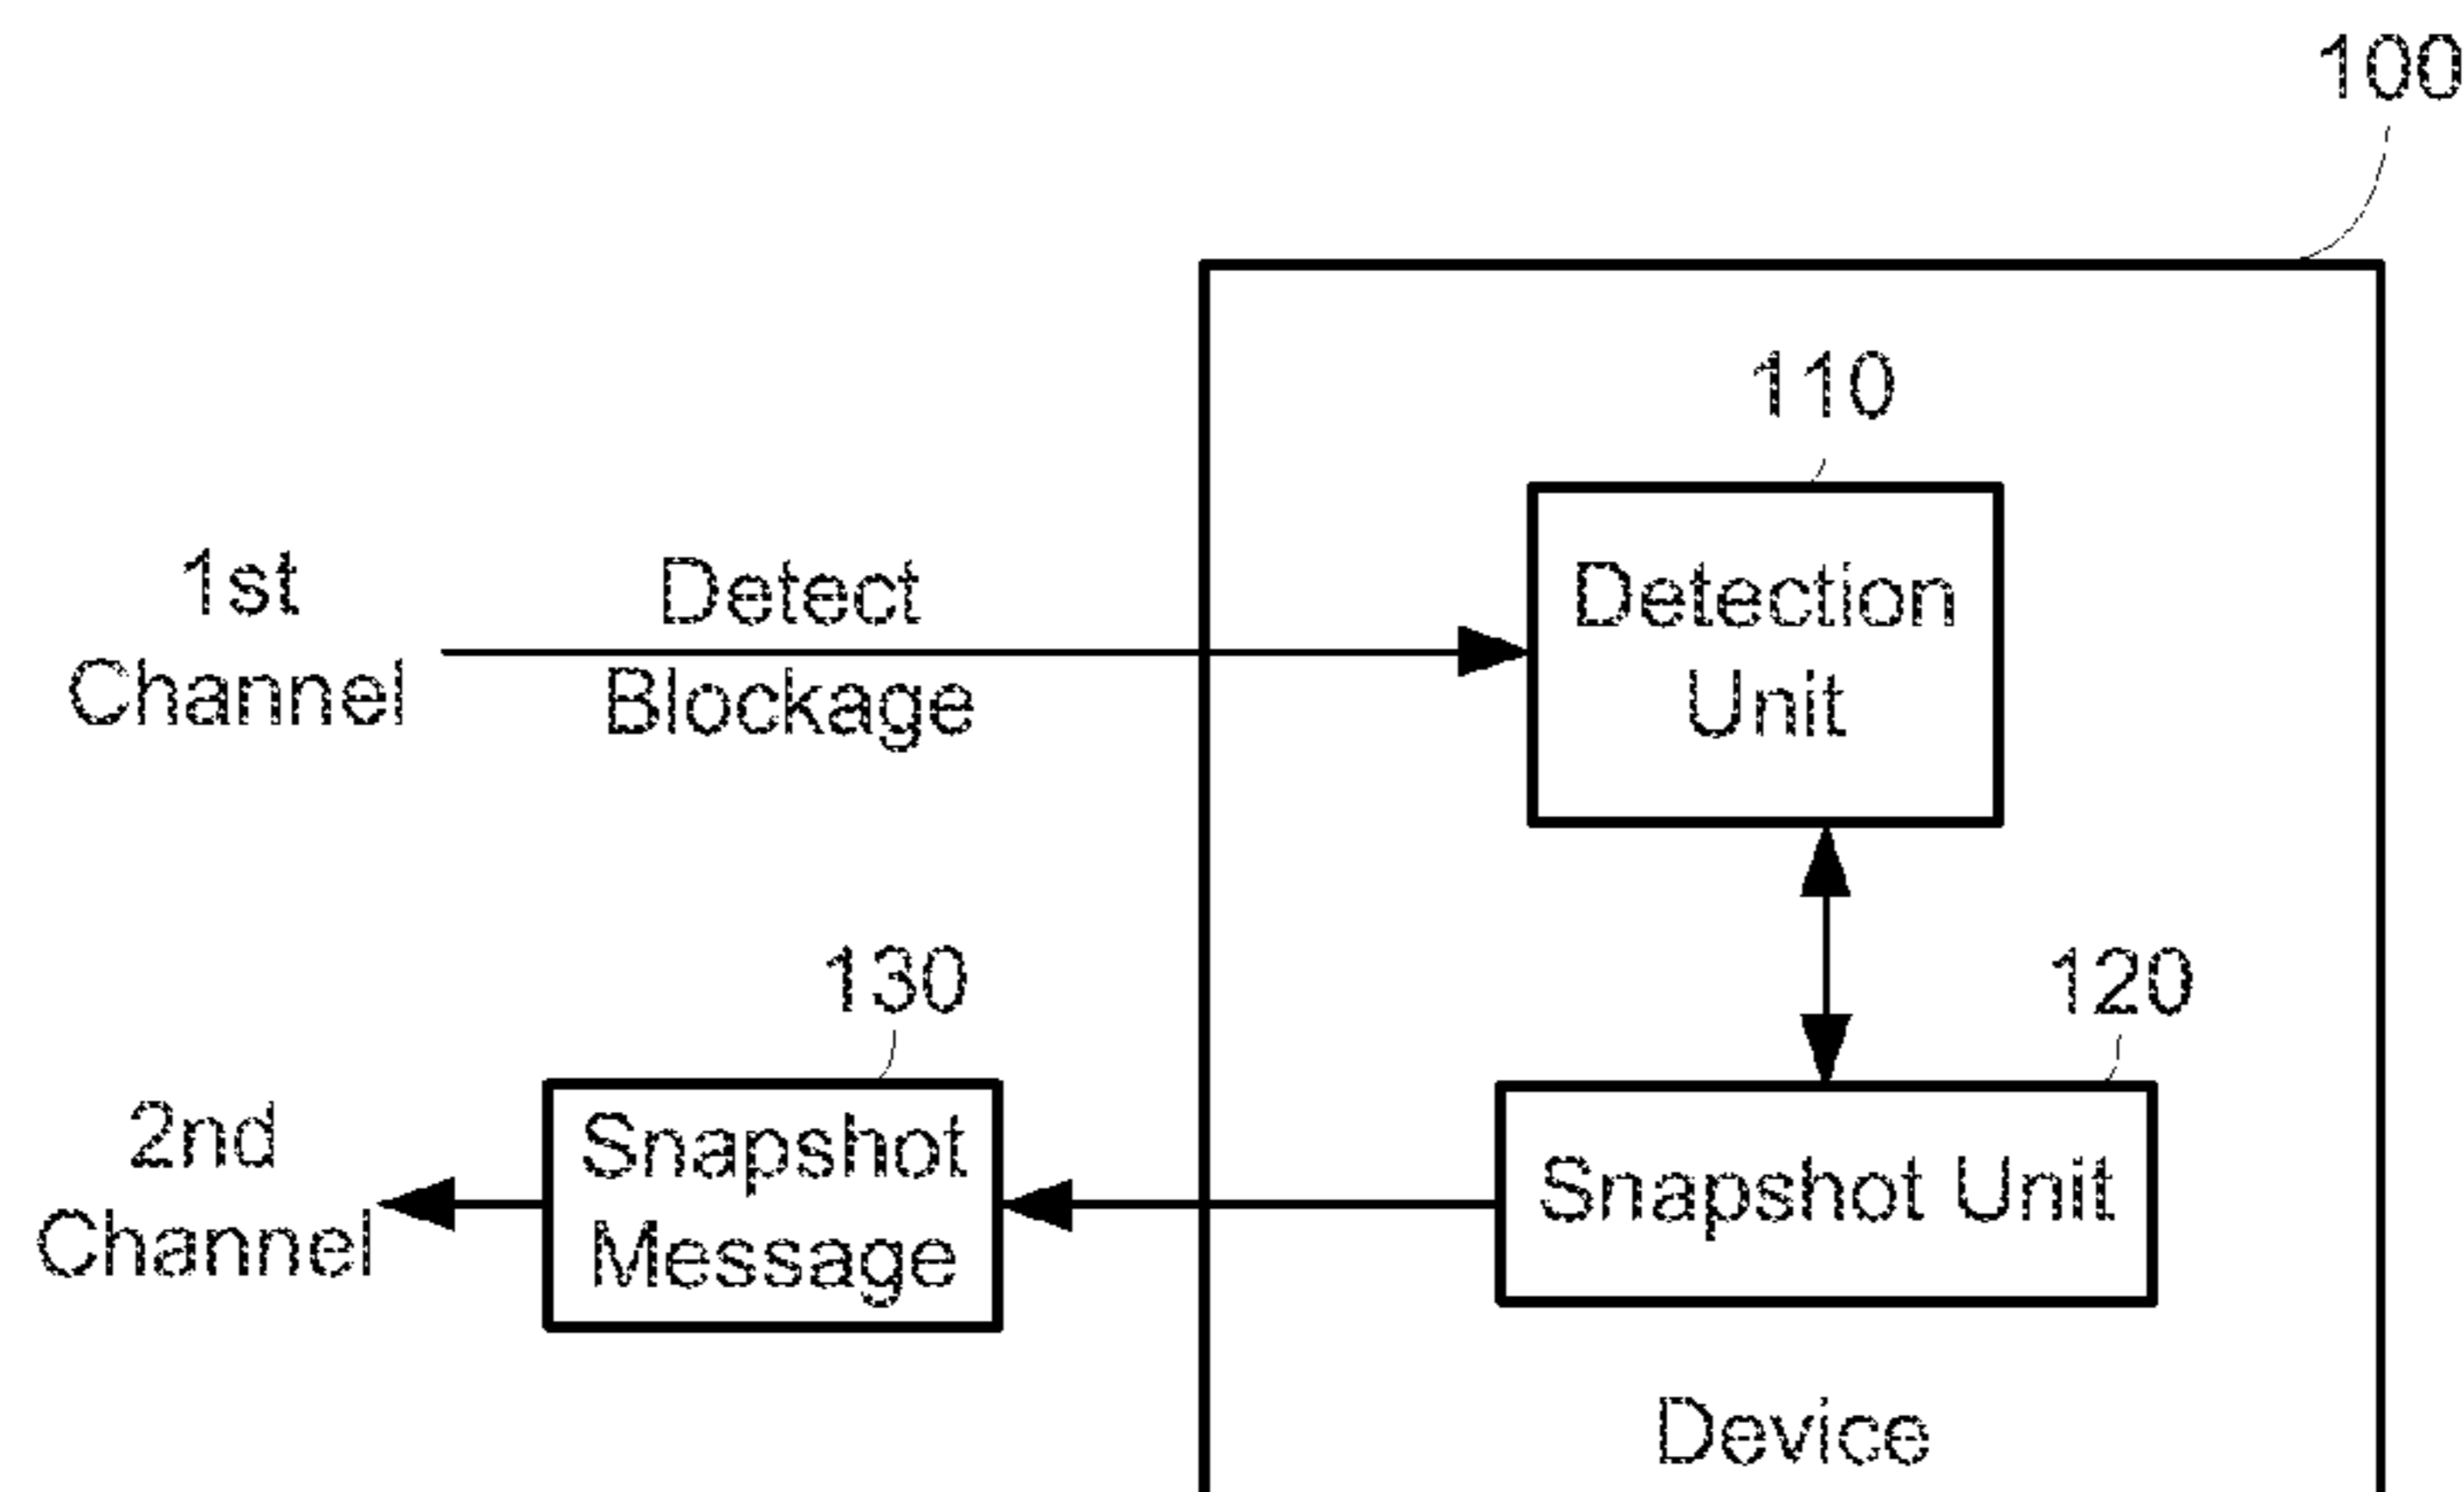 100
110
1st
Channel
Detect
Blockage
Detection
Unit
130
120
2nd
Channel
Snapshot
Message
Snapshot Unit
Device